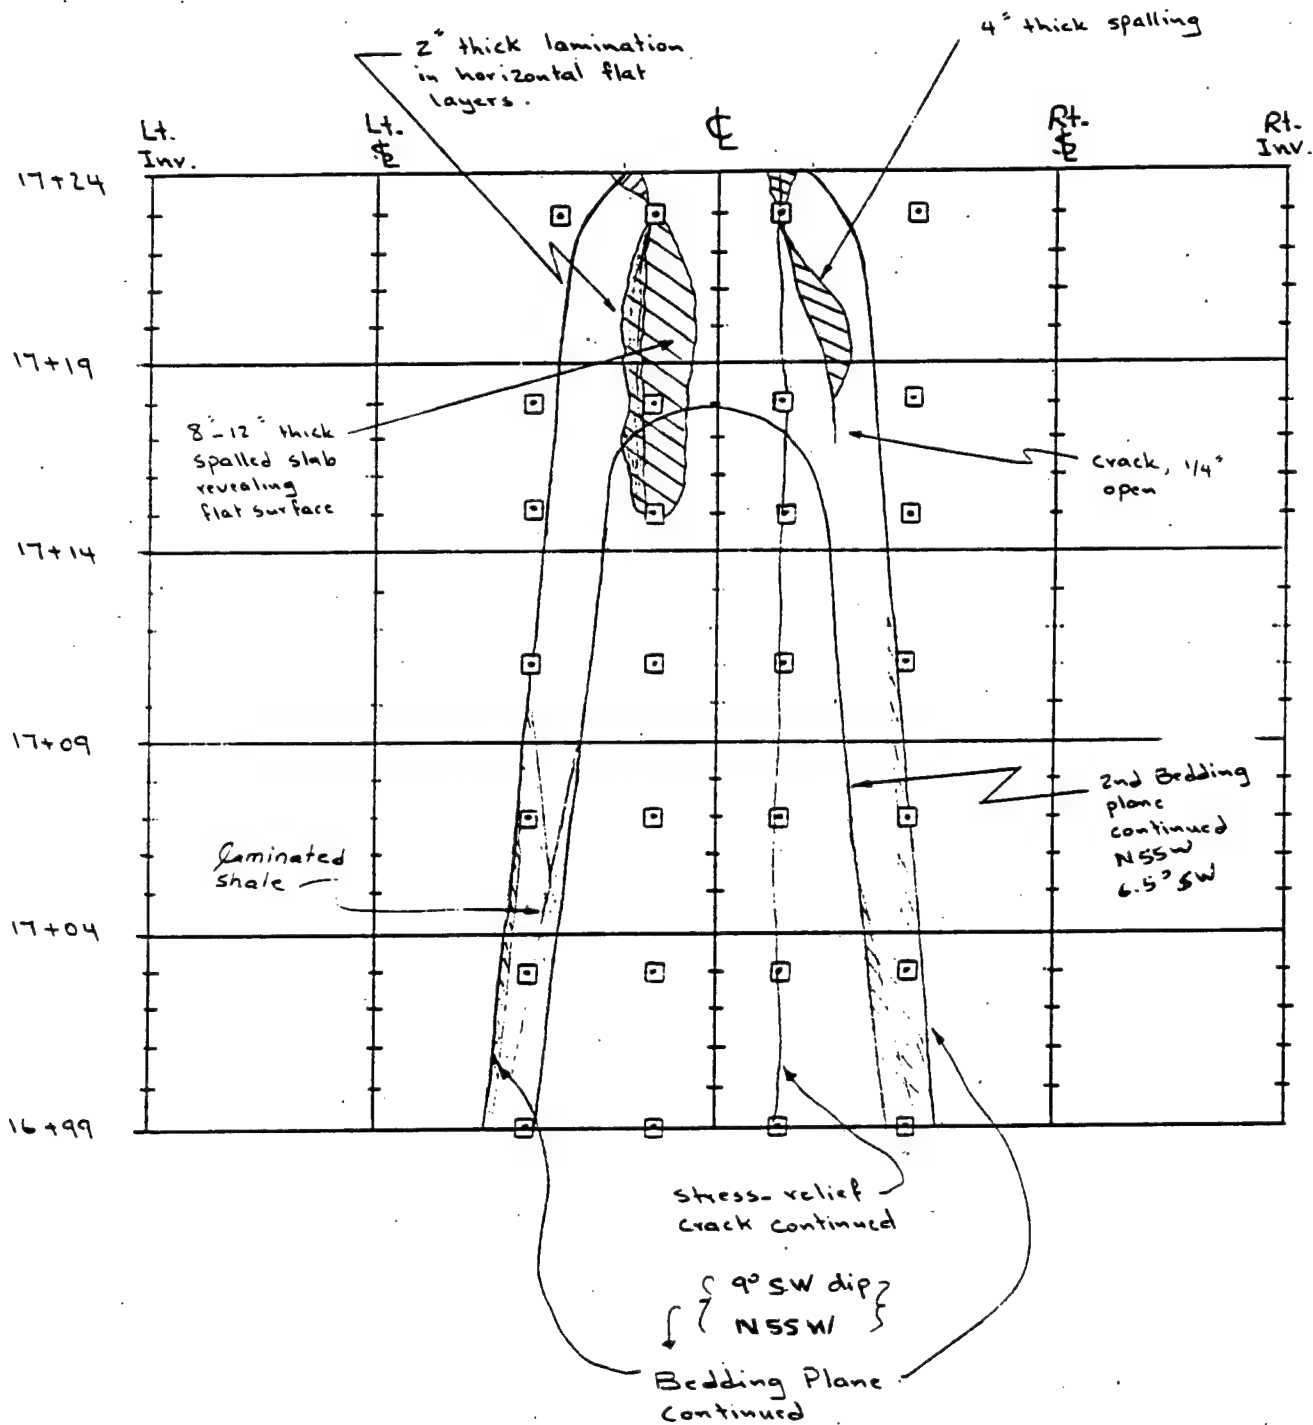 2" thick lamination
in horizontal flat
layers.
4" thick spalling
Lt.
Inv.
Lt.
℄
Rt.
Rt.
Inv.
17+24
17+19
8"-12" thick
spalled slab
revealing
flat surface
crack, 1/4"
open
17+14
17+09
2nd Bedding
plane
continued
N55W
6.5° SW
laminated
shale
17+04
16+99
stress-relief
crack continued
9° SW dip
N55W
Bedding Plane
continued